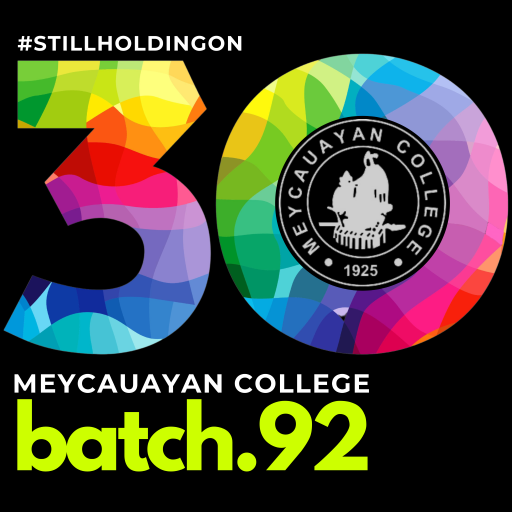 #STILLHOLDINGON
30
MEYCAUAYAN COLLEGE
• 1925 •
MEYCAUAYAN COLLEGE
batch.92